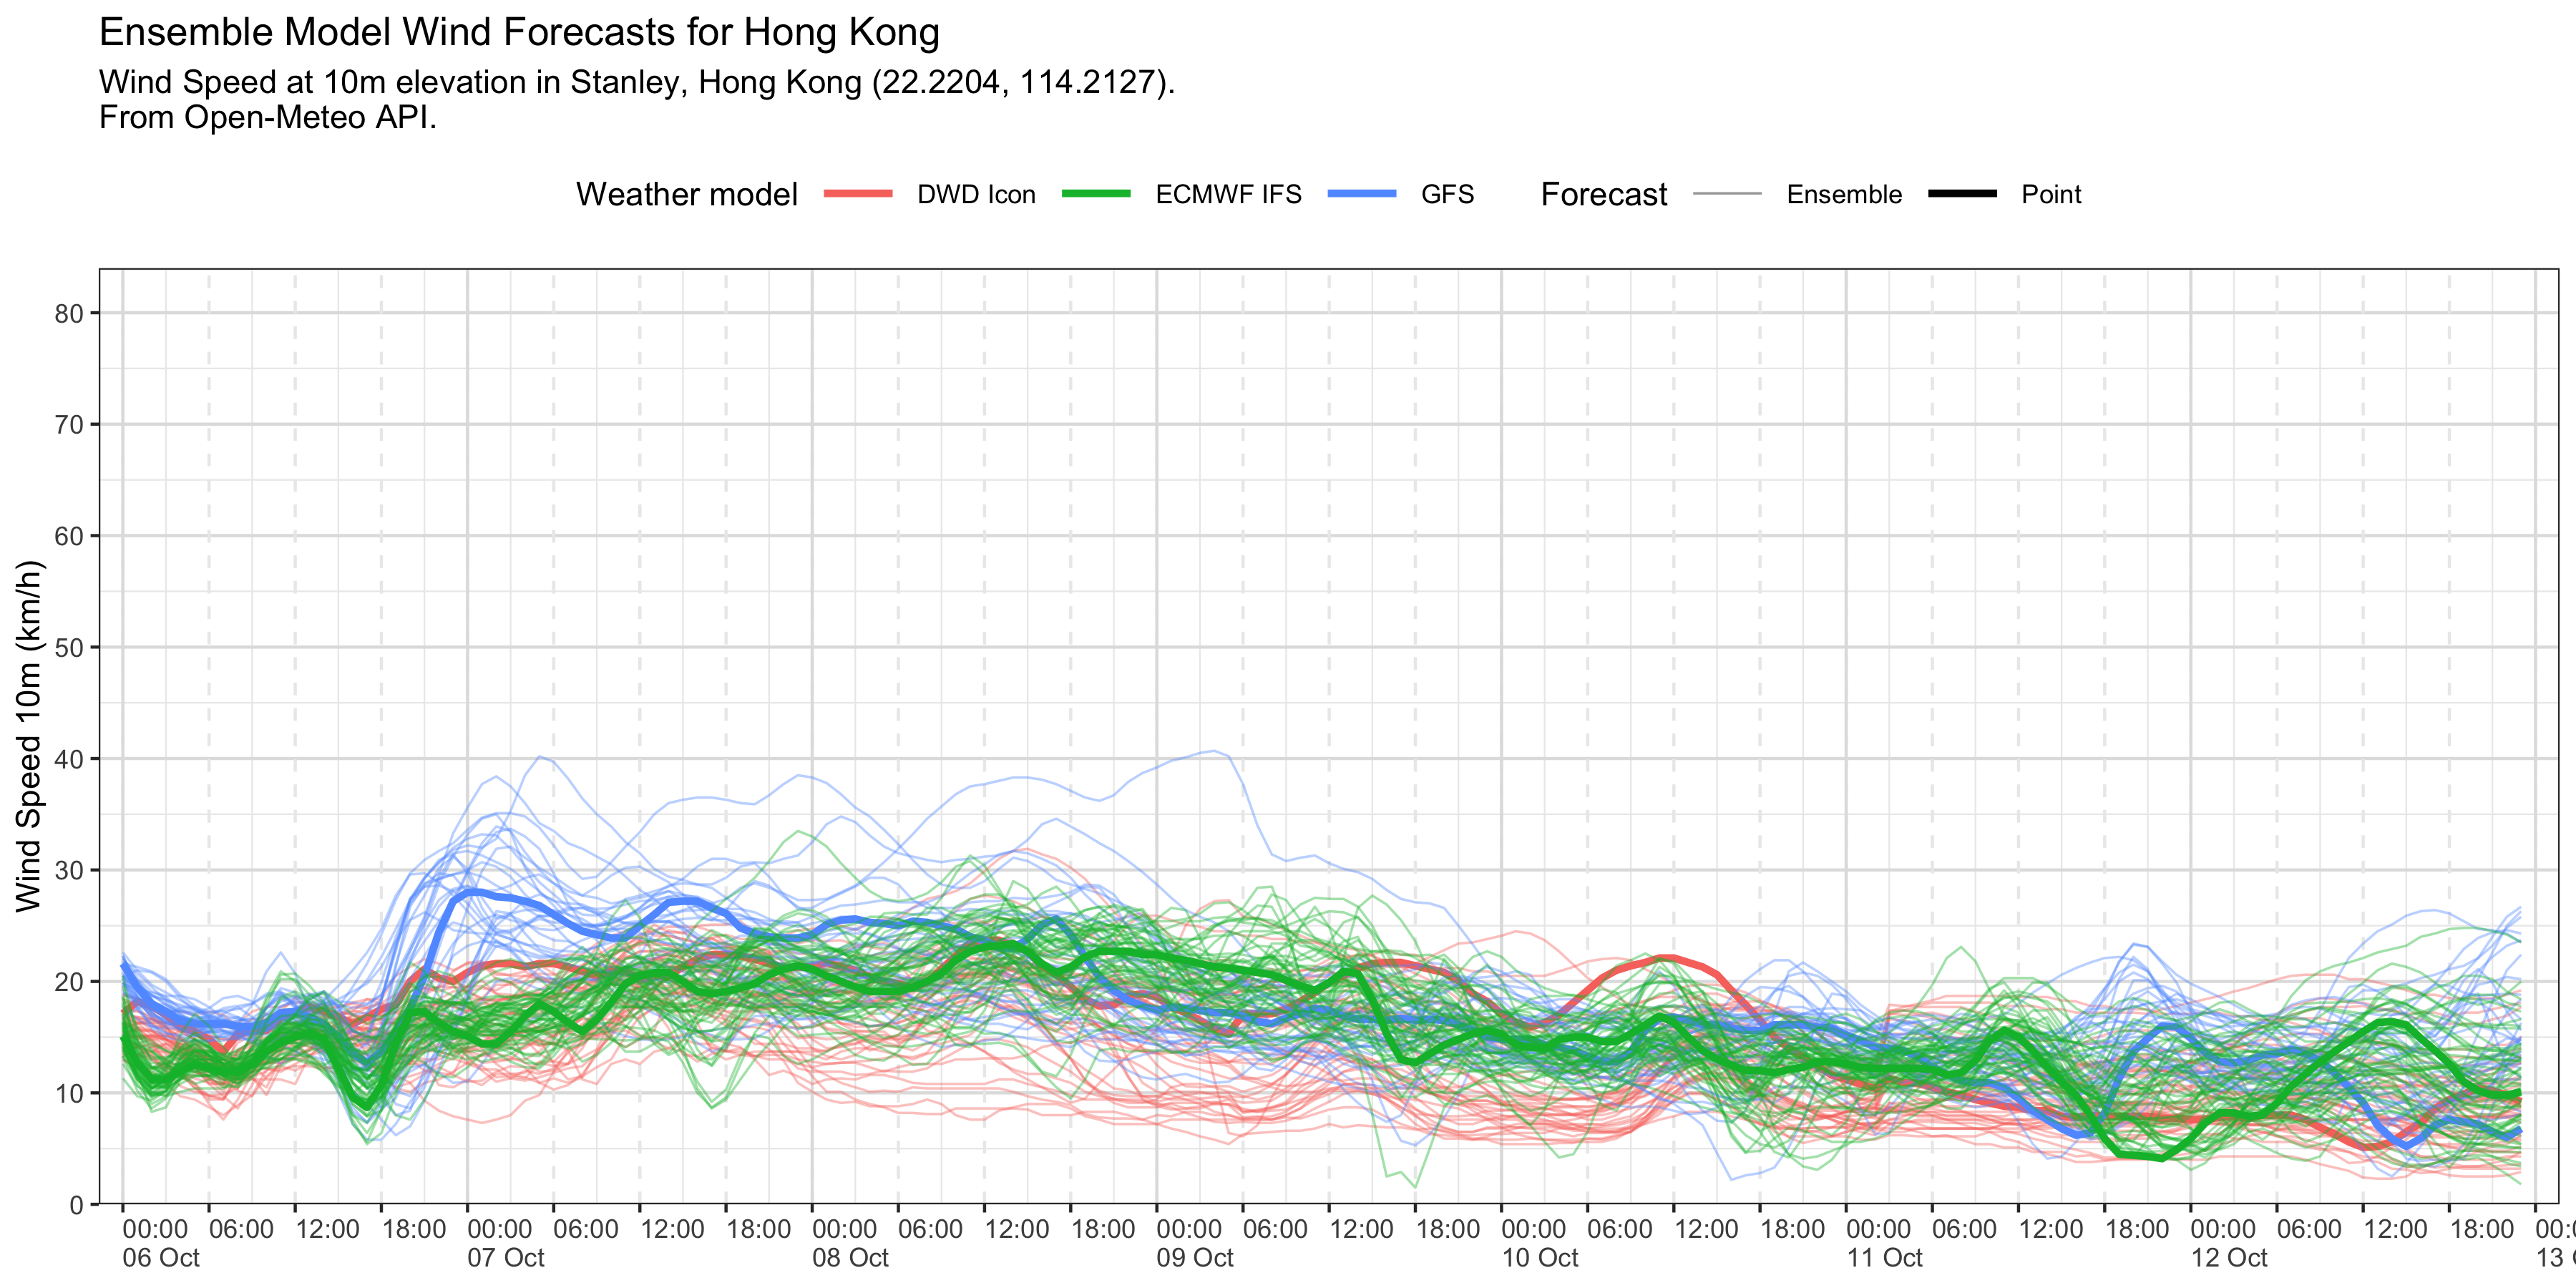 Ensemble Model Wind Forecasts for Hong Kong
Wind Speed at 10m elevation in Stanley, Hong Kong (22.2204, 114.2127).
From Open-Meteo API.
Weather model DWD Icon ECMWF IFS GFS Forecast Ensemble Point
Wind Speed 10m (km/h)
80
70
60
50
40
30
20
10
0
00:00 06:00 12:00 18:00 00:00 06:00 12:00 18:00 00:00 06:00 12:00 18:00 00:00 06:00 12:00 18:00 00:00 06:00 12:00 18:00 00:00 06:00 12:00 18:00 00:00 06:00 12:00 18:00 00:
06 Oct 07 Oct 08 Oct 09 Oct 10 Oct 11 Oct 12 Oct 13